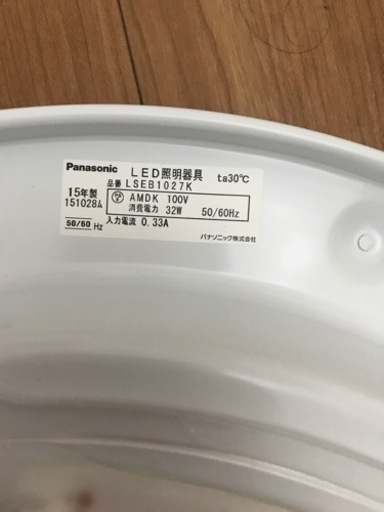 Panasonic LED照明器具 ta30℃
品番 LSEB1027K
15年製 AMDK 100V
151028 消費電力 32W 50/60Hz
50/60 Hz 入力電流 0.33A
パナソニック株式会社